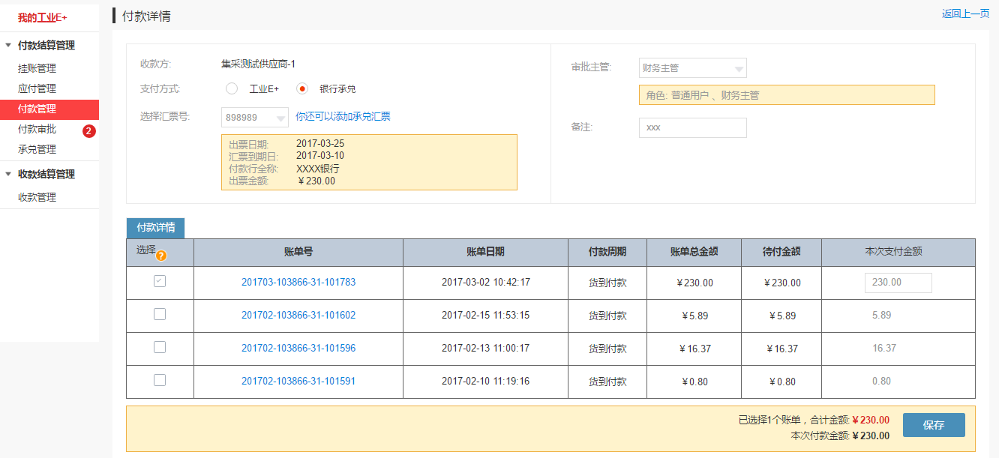 我的工业E+
付款结算管理
挂账管理
应付管理
付款管理
付款审批 2
承兑管理
收款结算管理
收款管理
付款详情
返回上一页
收款方: 集采测试供应商-1
支付方式: 工业E+ 银行承兑
选择汇票号: 898989 你还可以添加承兑汇票
出票日期: 2017-03-25
汇票到期日: 2017-03-10
付款行全称: XXXX银行
出票金额: ￥230.00
审批主管: 财务主管
角色: 普通用户 、财务主管
备注: xxx
付款详情
选择 ? 账单号 账单日期 付款周期 账单总金额 待付金额 本次支付金额
201703-103866-31-101783 2017-03-02 10:42:17 货到付款 ￥230.00 ￥230.00 230.00
201702-103866-31-101602 2017-02-15 11:53:15 货到付款 ￥5.89 ￥5.89 5.89
201702-103866-31-101596 2017-02-13 11:00:17 货到付款 ￥16.37 ￥16.37 16.37
201702-103866-31-101591 2017-02-10 11:19:16 货到付款 ￥0.80 ￥0.80 0.80
已选择1个账单，合计金额:￥230.00
本次付款金额:￥230.00
保存